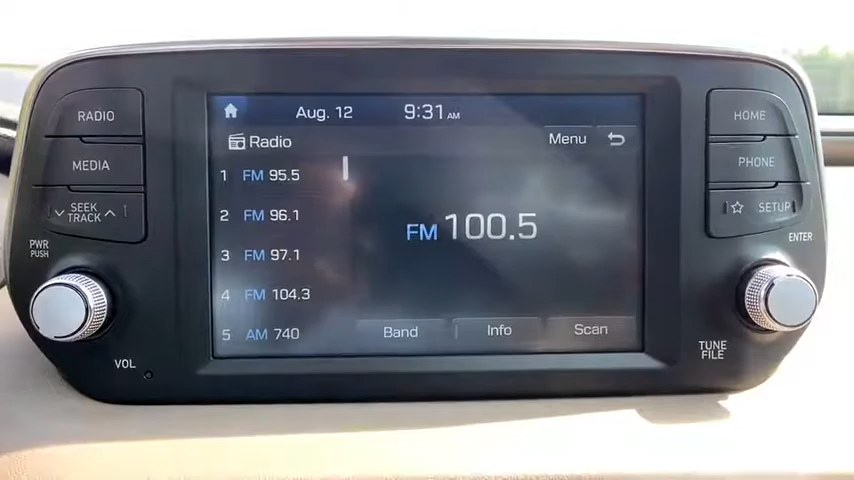 RADIO
MEDIA
SEEK
TRACK
PWR
PUSH
VOL
Aug. 12 9:31 AM
Radio
Menu
1 FM 95.5
2 FM 96.1
3 FM 97.1
4 FM 104.3
5 AM 740
FM 100.5
Band Info Scan
HOME
PHONE
SETUP
ENTER
TUNE
FILE